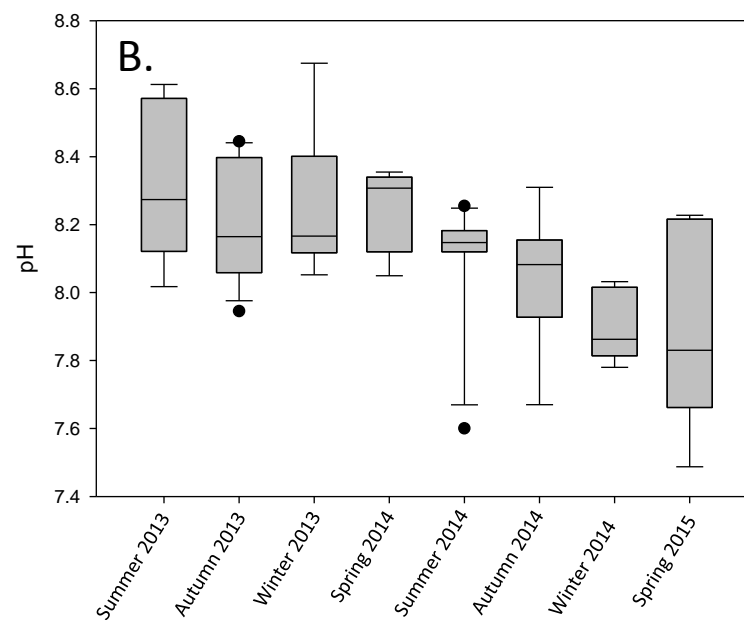 B.
pH
8.8
8.6
8.4
8.2
8.0
7.8
7.6
7.4
Summer 2013
Autumn 2013
Winter 2013
Spring 2014
Summer 2014
Autumn 2014
Winter 2014
Spring 2015